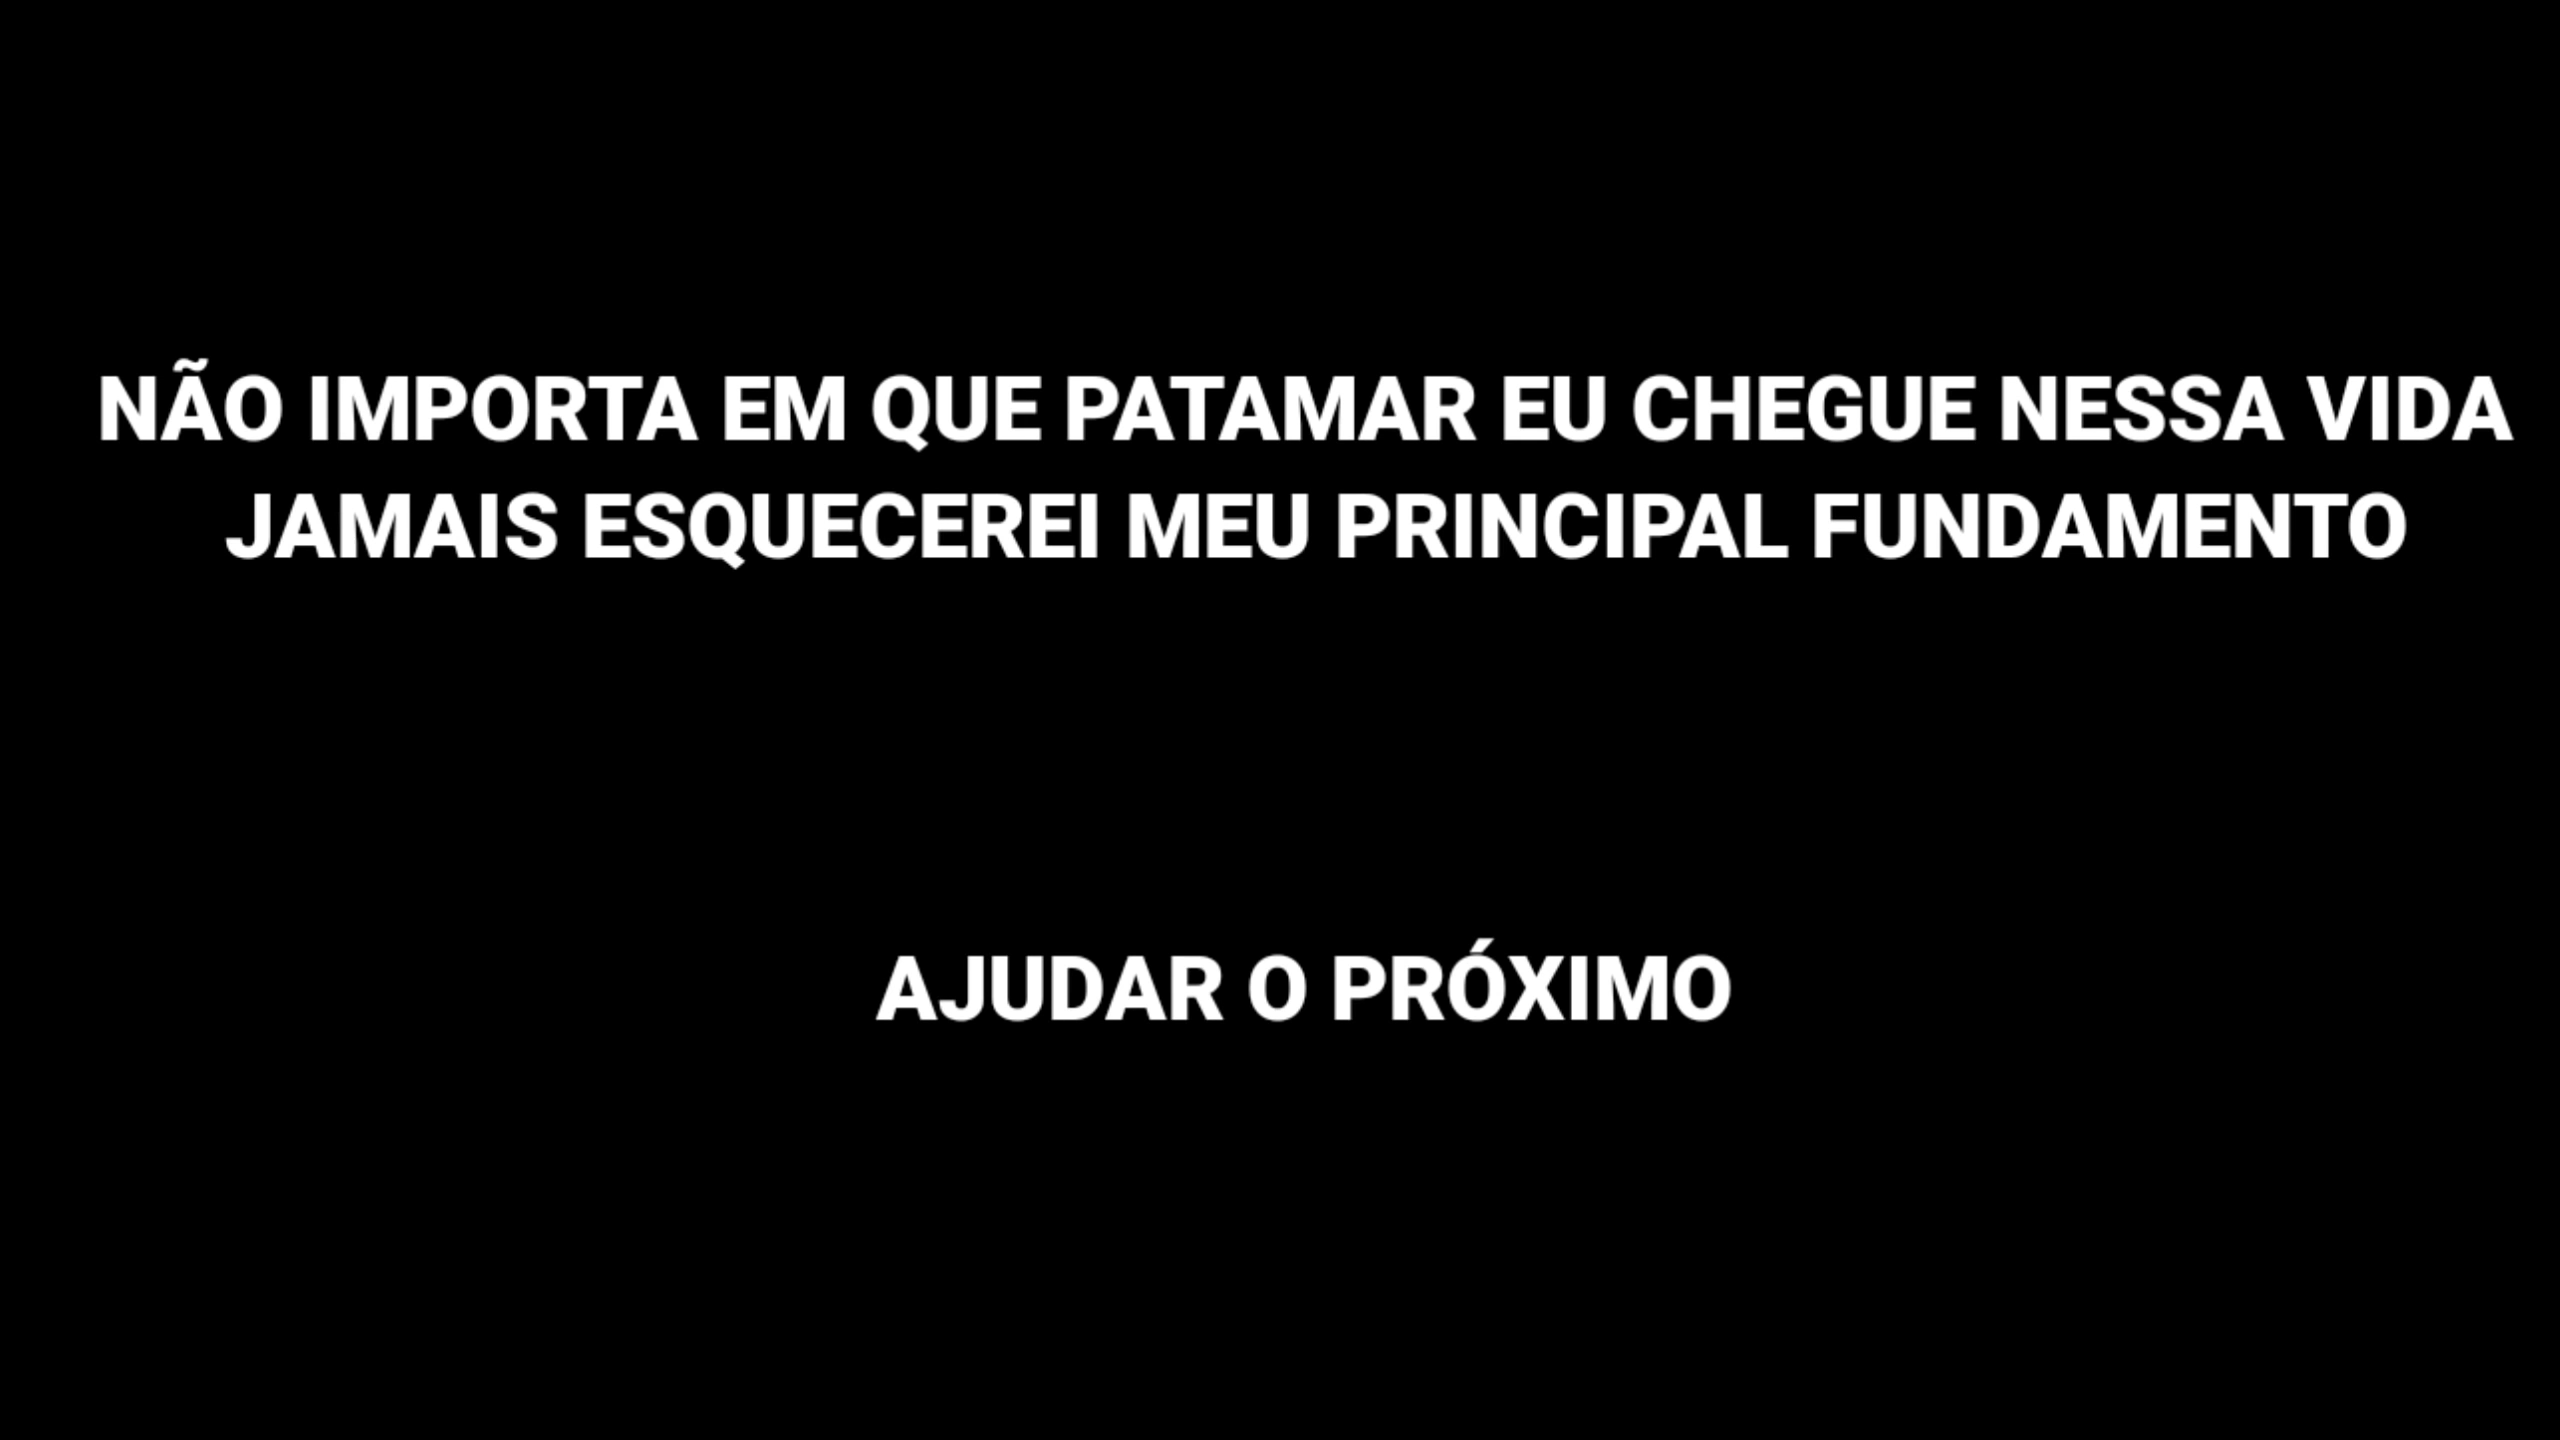 NÃO IMPORTA EM QUE PATAMAR EU CHEGUE NESSA VIDA
JAMAIS ESQUECEREI MEU PRINCIPAL FUNDAMENTO
AJUDAR O PRÓXIMO